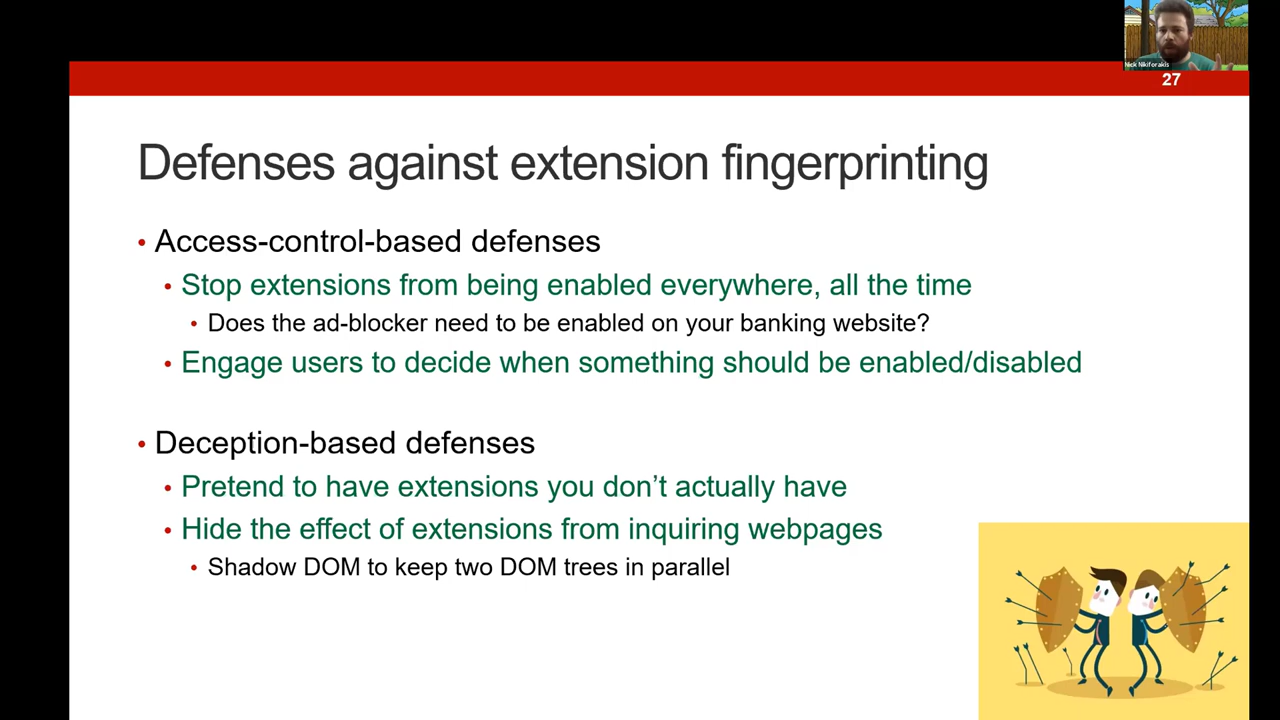 Nick Nikiforakis
27
Defenses against extension fingerprinting
• Access-control-based defenses
• Stop extensions from being enabled everywhere, all the time
• Does the ad-blocker need to be enabled on your banking website?
• Engage users to decide when something should be enabled/disabled
• Deception-based defenses
• Pretend to have extensions you don’t actually have
• Hide the effect of extensions from inquiring webpages
• Shadow DOM to keep two DOM trees in parallel